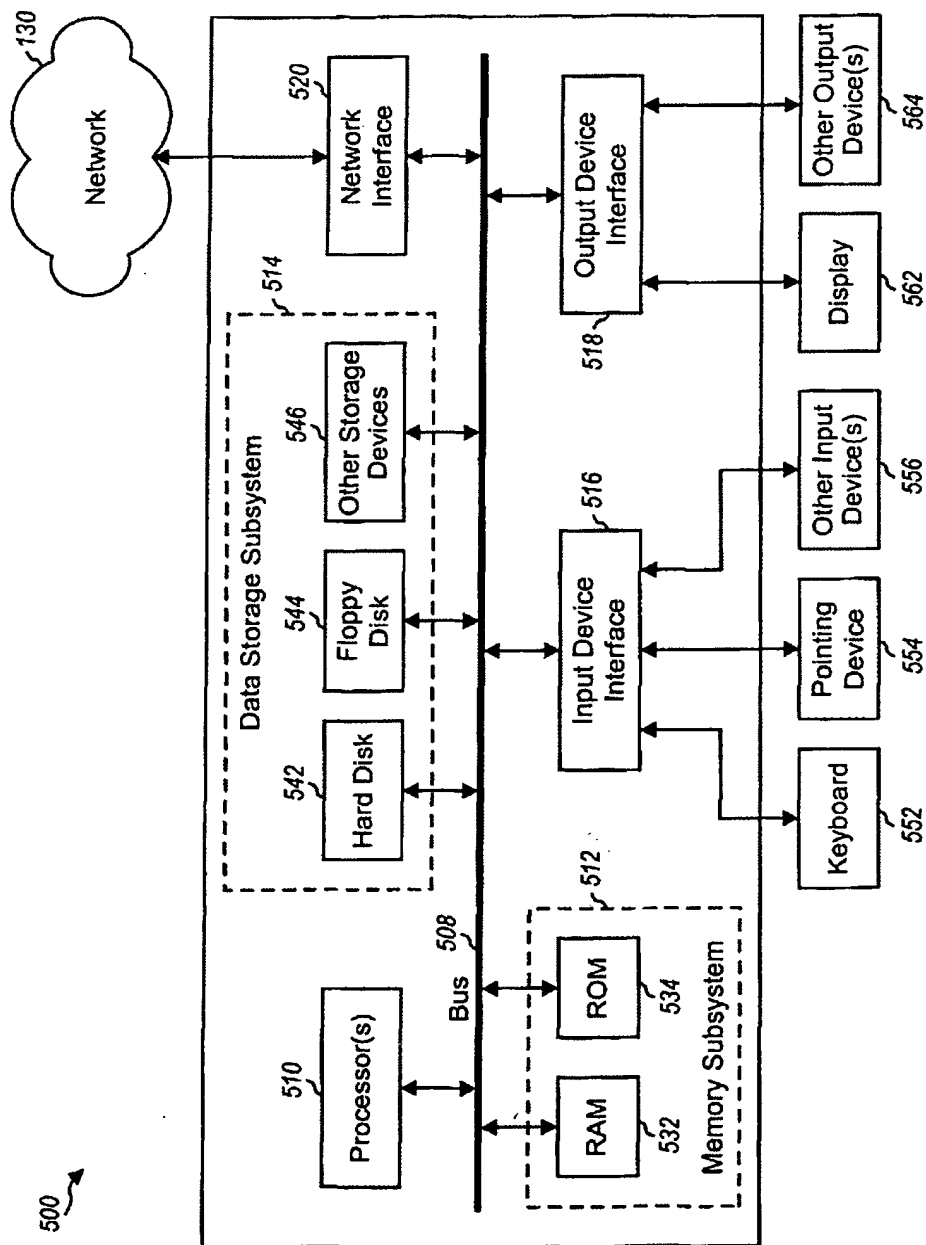 500
Network
130
Data Storage Subsystem
514
510
Processor(s)
542
Hard Disk
544
Floppy
Disk
546
Other Storage
Devices
520
Network
Interface
Bus
508
512
RAM
532
ROM
534
Memory Subsystem
516
Input Device
Interface
518
Output Device
Interface
Keyboard
552
Pointing
Device
554
Other Input
Device(s)
556
Display
562
Other Output
Device(s)
564